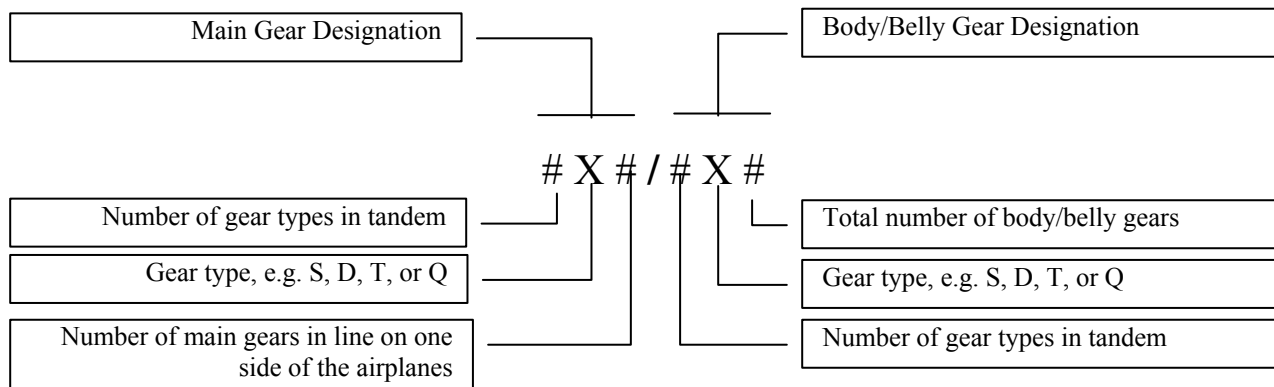 Main Gear Designation
Body/Belly Gear Designation
# X # / # X #
Number of gear types in tandem
Total number of body/belly gears
Gear type, e.g. S, D, T, or Q
Gear type, e.g. S, D, T, or Q
Number of main gears in line on one
side of the airplanes
Number of gear types in tandem